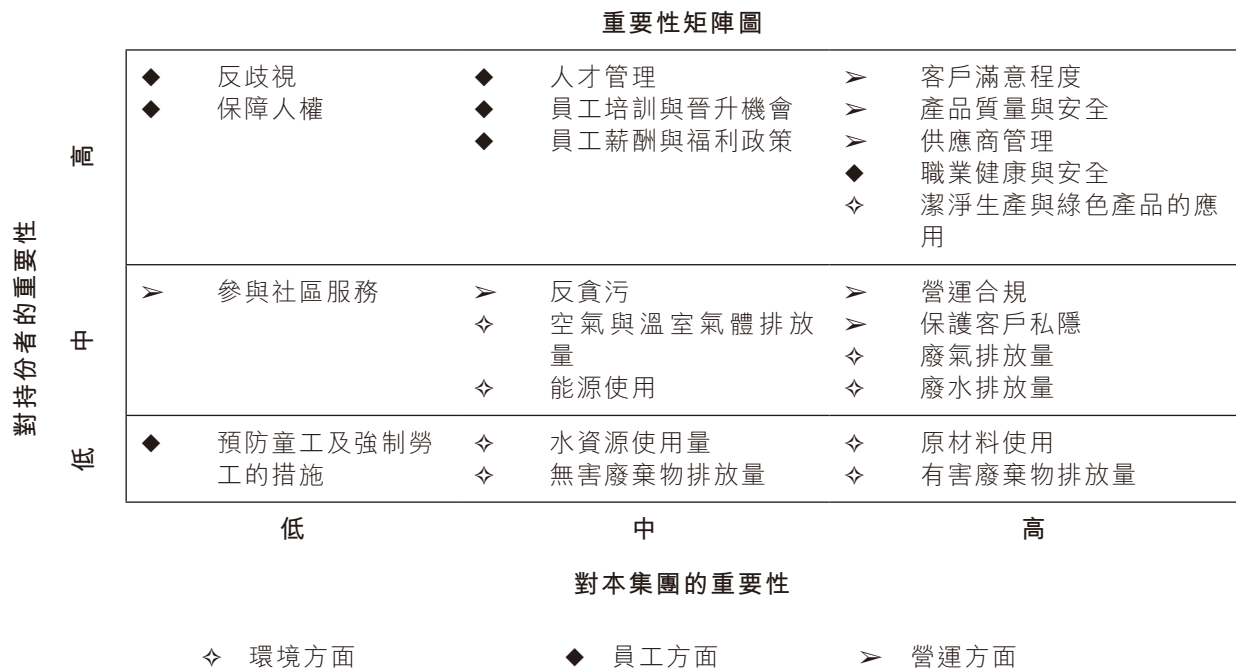 重要性矩陣圖
對持份者的重要性
高
◆ 反歧視
◆ 保障人權
◆ 人才管理
◆ 員工培訓與晉升機會
◆ 員工薪酬與福利政策
➢ 客戶滿意程度
➢ 產品質量與安全
➢ 供應商管理
◆ 職業健康與安全
✧ 潔淨生產與綠色產品的應
用
中
➢ 參與社區服務
➢ 反貪污
✧ 空氣與溫室氣體排放
量
✧ 能源使用
➢ 營運合規
➢ 保護客戶私隱
✧ 廢氣排放量
✧ 廢水排放量
低
◆ 預防童工及強制勞
工的措施
✧ 水資源使用量
✧ 無害廢棄物排放量
✧ 原材料使用
✧ 有害廢棄物排放量
低 中 高
對本集團的重要性
✧ 環境方面 ◆ 員工方面 ➢ 營運方面